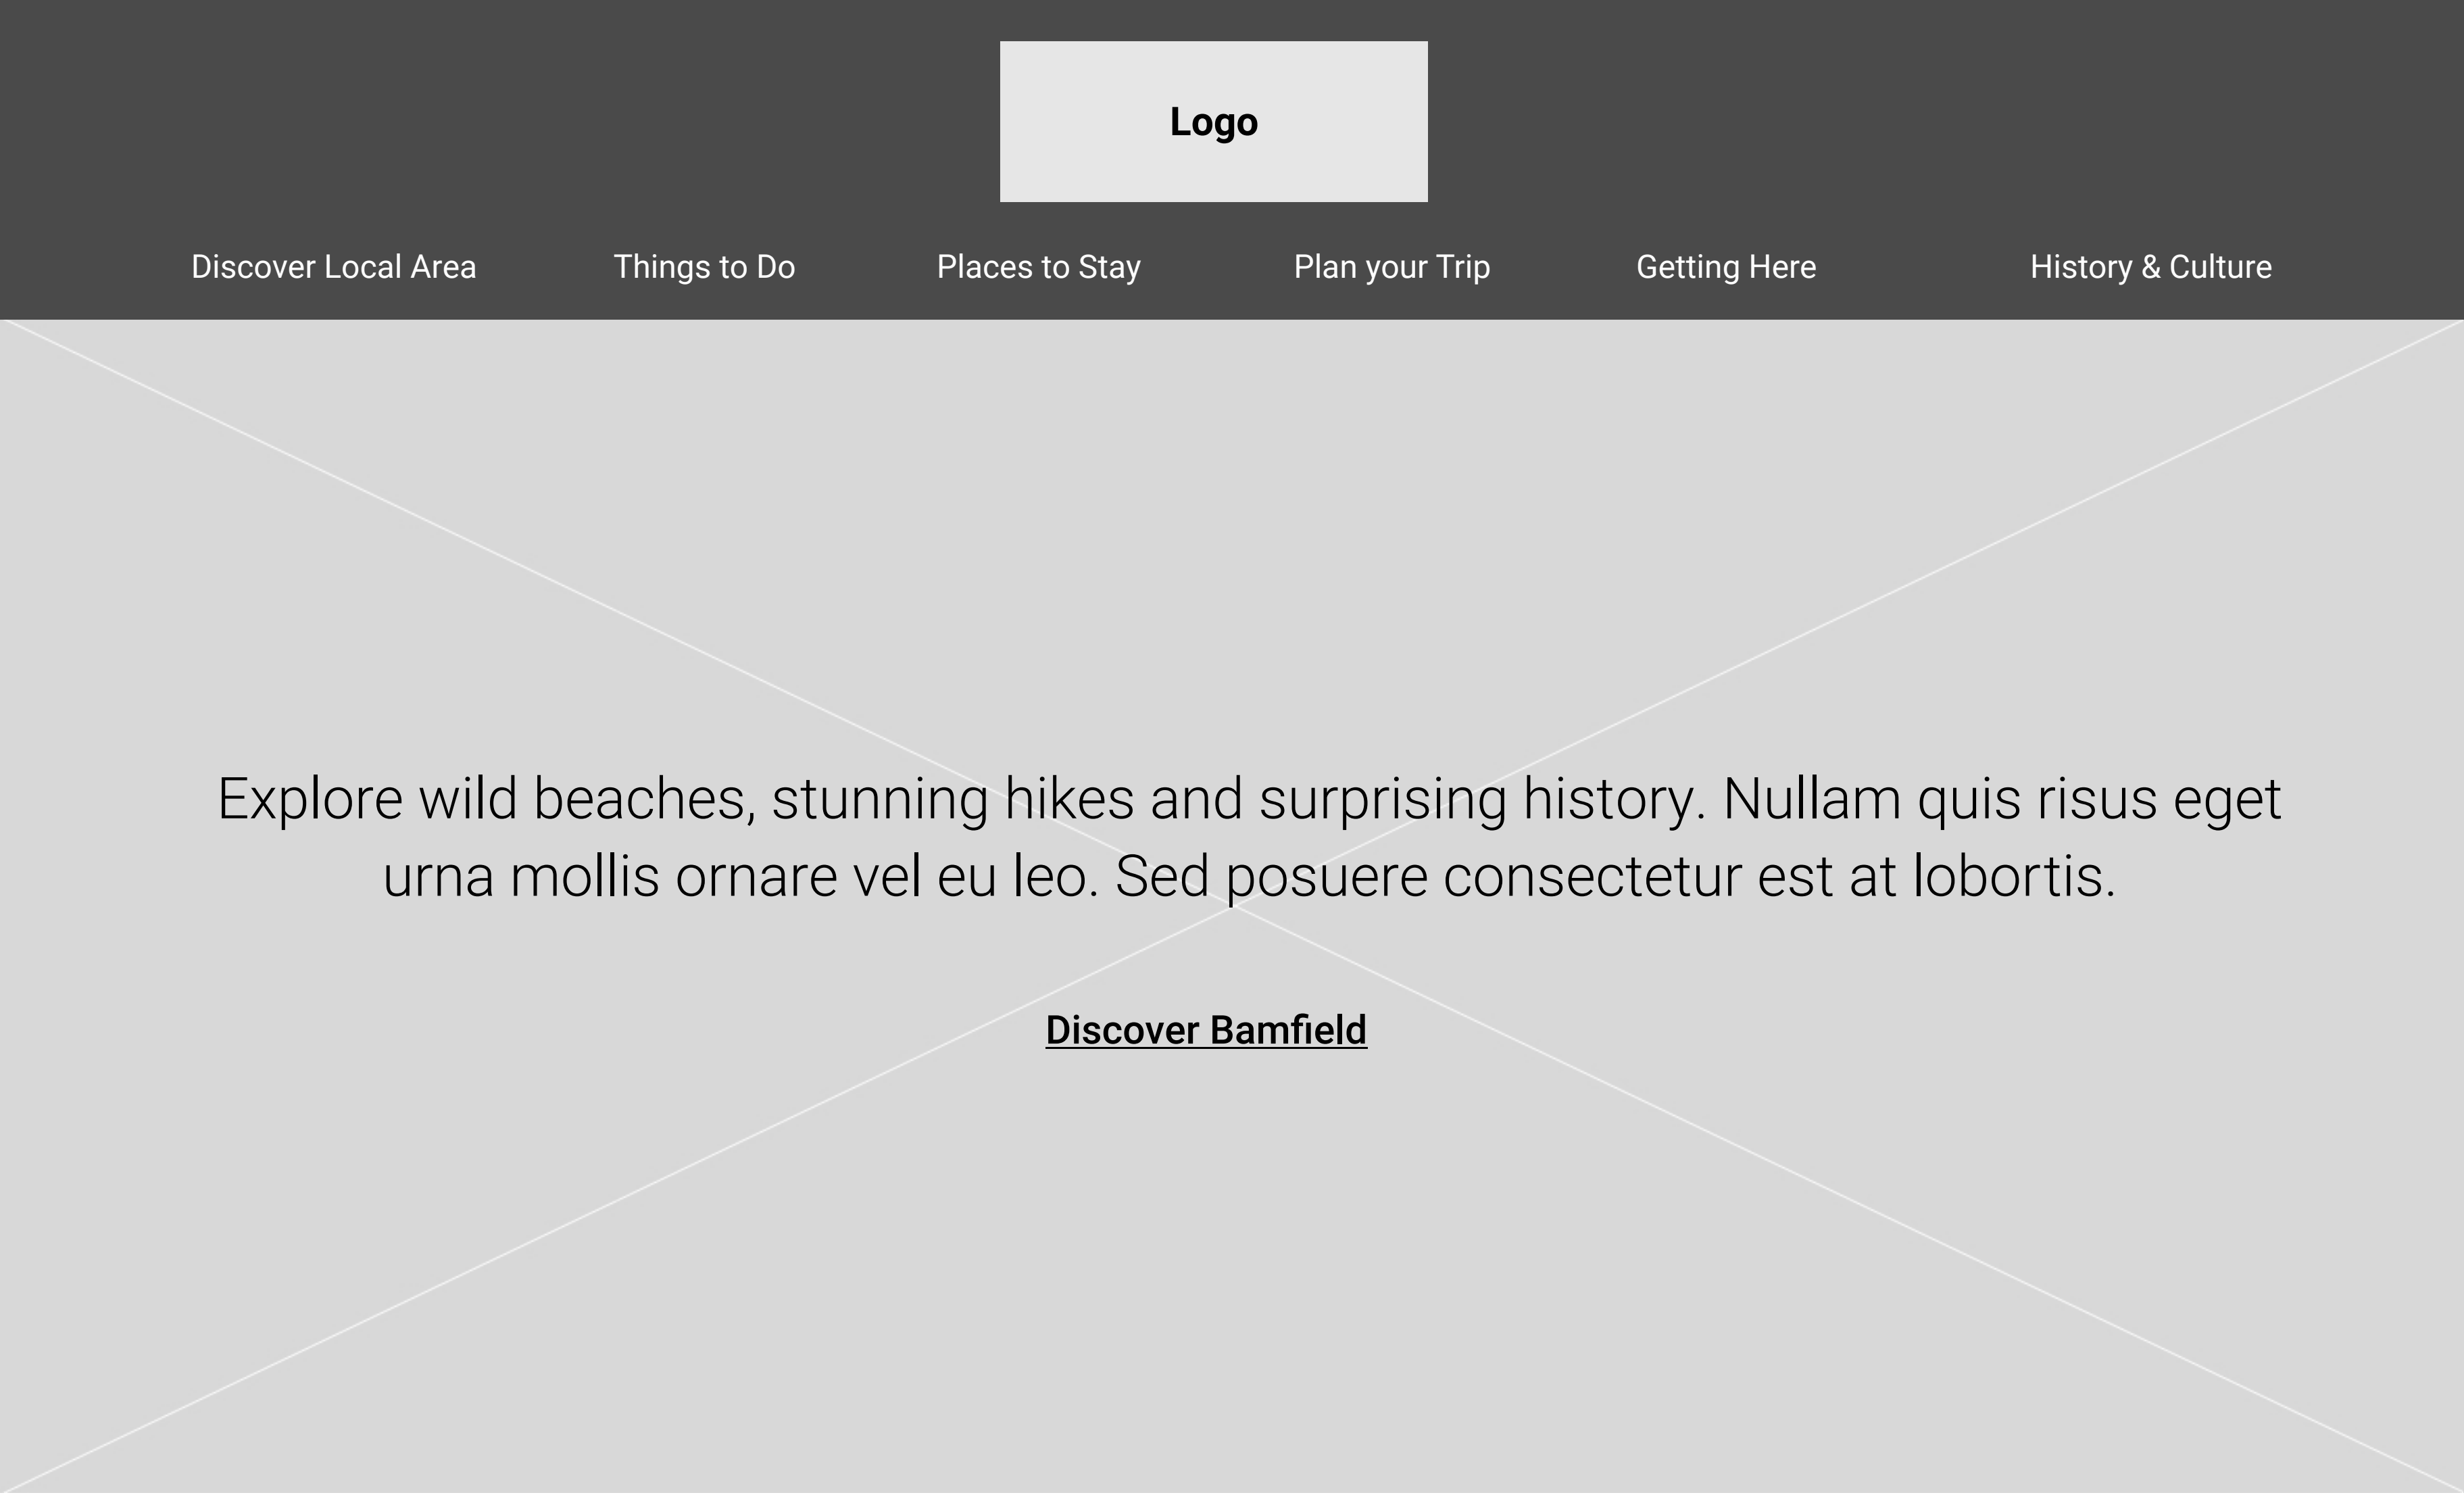 Logo
Discover Local Area Things to Do Places to Stay Plan your Trip Getting Here History & Culture
Explore wild beaches, stunning hikes and surprising history. Nullam quis risus eget
urna mollis ornare vel eu leo. Sed posuere consectetur est at lobortis.
Discover Bamfield